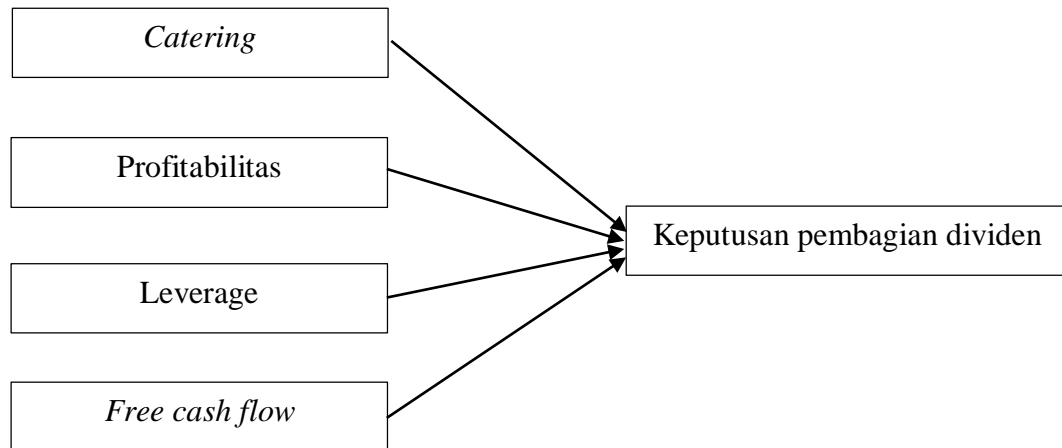 Catering
Profitabilitas
Keputusan pembagian dividen
Leverage
Free cash flow